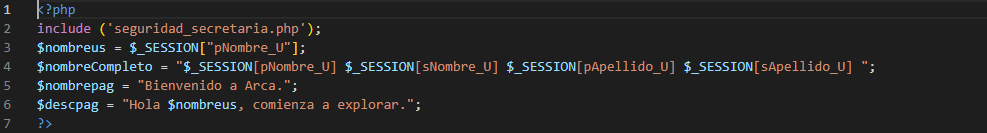 1 <?php
2 include ('seguridad_secretaria.php');
3 $nombreus = $_SESSION["pNombre_U"];
4 $nombreCompleto = "$_SESSION[pNombre_U] $_SESSION[sNombre_U] $_SESSION[pApellido_U] $_SESSION[sApellido_U] ";
5 $nombrepag = "Bienvenido a Arca.";
6 $descpag = "Hola $nombreus, comienza a explorar.";
7 ?>